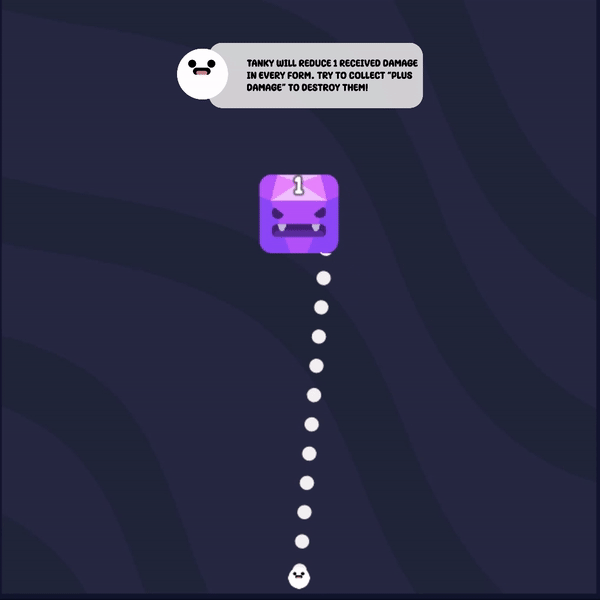 TANKY WILL REDUCE 1 RECEIVED DAMAGE
IN EVERY FORM. TRY TO COLLECT "PLUS
DAMAGE" TO DESTROY THEM!
1